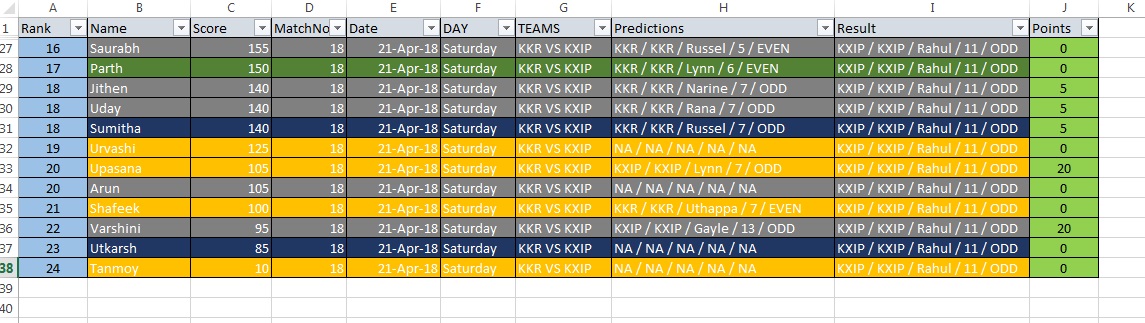 A B C D E F G H I J K
1 Rank Name Score MatchNo Date DAY TEAMS Predictions Result Points
27 16 Saurabh 155 18 21-Apr-18 Saturday KKR VS KXIP KKR / KKR / Russel / 5 / EVEN KXIP / KXIP / Rahul / 11 / ODD 0
28 17 Parth 150 18 21-Apr-18 Saturday KKR VS KXIP KKR / KKR / Lynn / 6 / EVEN KXIP / KXIP / Rahul / 11 / ODD 0
29 18 Jithen 140 18 21-Apr-18 Saturday KKR VS KXIP KKR / KKR / Narine / 7 / ODD KXIP / KXIP / Rahul / 11 / ODD 5
30 18 Uday 140 18 21-Apr-18 Saturday KKR VS KXIP KKR / KKR / Rana / 7 / ODD KXIP / KXIP / Rahul / 11 / ODD 5
31 18 Sumitha 140 18 21-Apr-18 Saturday KKR VS KXIP KKR / KKR / Russel / 7 / ODD KXIP / KXIP / Rahul / 11 / ODD 5
32 19 Urvashi 125 18 21-Apr-18 Saturday KKR VS KXIP NA / NA / NA / NA / NA KXIP / KXIP / Rahul / 11 / ODD 0
33 20 Upasana 105 18 21-Apr-18 Saturday KKR VS KXIP KXIP / KXIP / Lynn / 7 / ODD KXIP / KXIP / Rahul / 11 / ODD 20
34 20 Arun 105 18 21-Apr-18 Saturday KKR VS KXIP NA / NA / NA / NA / NA KXIP / KXIP / Rahul / 11 / ODD 0
35 21 Shafeek 100 18 21-Apr-18 Saturday KKR VS KXIP KKR / KKR / Uthappa / 7 / EVEN KXIP / KXIP / Rahul / 11 / ODD 0
36 22 Varshini 95 18 21-Apr-18 Saturday KKR VS KXIP KXIP / KXIP / Gayle / 13 / ODD KXIP / KXIP / Rahul / 11 / ODD 20
37 23 Utkarsh 85 18 21-Apr-18 Saturday KKR VS KXIP NA / NA / NA / NA / NA KXIP / KXIP / Rahul / 11 / ODD 0
38 24 Tanmoy 10 18 21-Apr-18 Saturday KKR VS KXIP NA / NA / NA / NA / NA KXIP / KXIP / Rahul / 11 / ODD 0
39
40